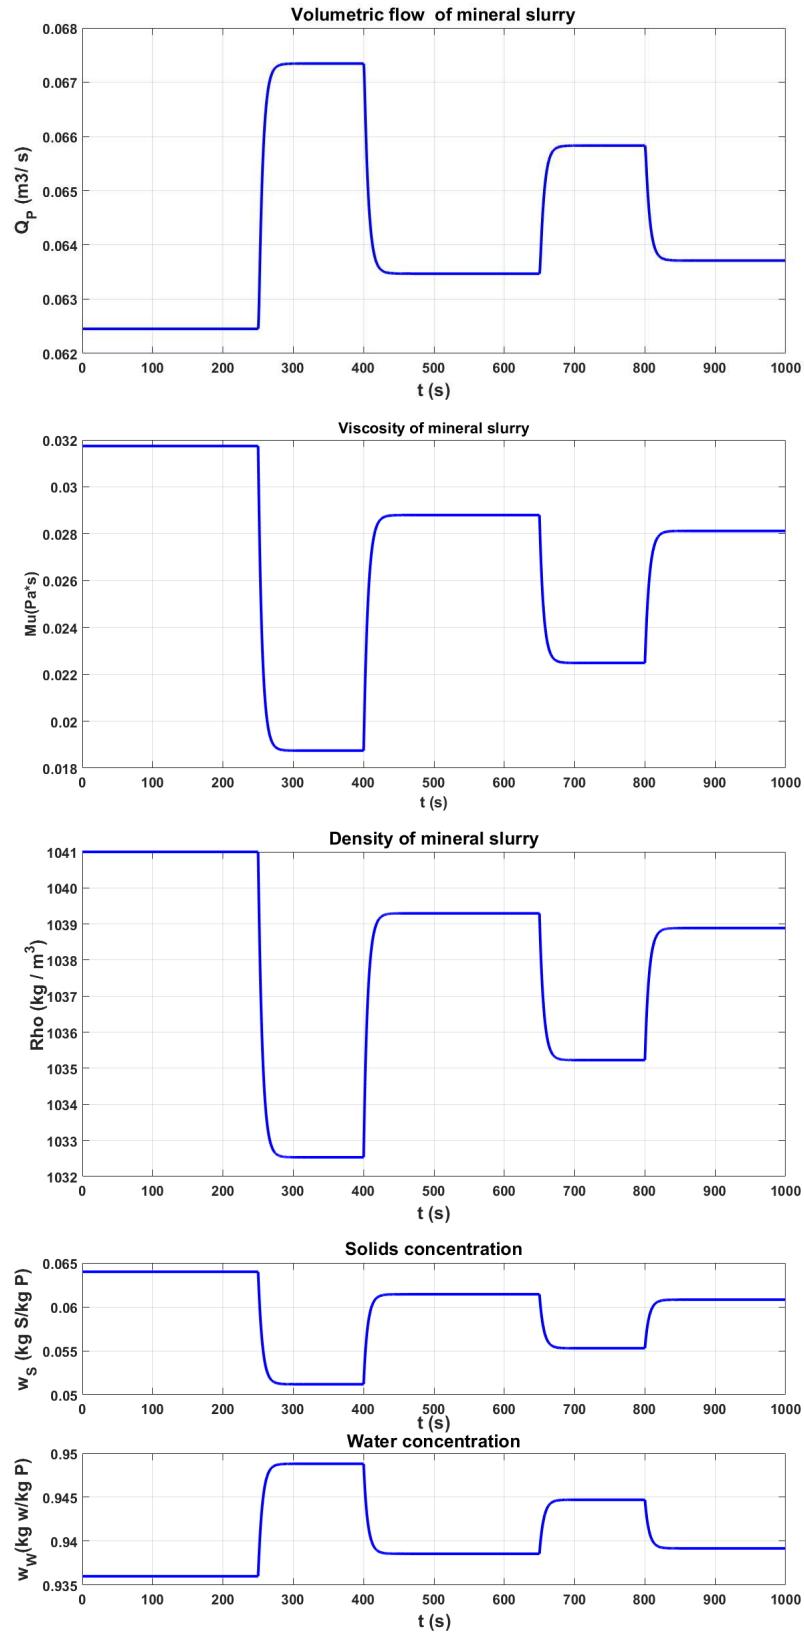 Volumetric flow  of mineral slurry
0.068
0.067
0.066
0.065
0.064
0.063
0.062
Q_P (m3/ s)
0 100 200 300 400 500 600 700 800 900 1000
t (s)
Viscosity of mineral slurry
0.032
0.03
0.028
0.026
0.024
0.022
0.02
0.018
Mu(Pa*s)
0 100 200 300 400 500 600 700 800 900 1000
t (s)
Density of mineral slurry
1041
1040
1039
1038
1037
1036
1035
1034
1033
1032
Rho (kg / m^3)
0 100 200 300 400 500 600 700 800 900 1000
t (s)
Solids concentration
0.065
0.06
0.055
0.05
w_S (kg S/kg P)
0 100 200 300 400 500 600 700 800 900 1000
t (s)
Water concentration
0.95
0.945
0.94
0.935
w_W(kg w/kg P)
0 100 200 300 400 500 600 700 800 900 1000
t (s)